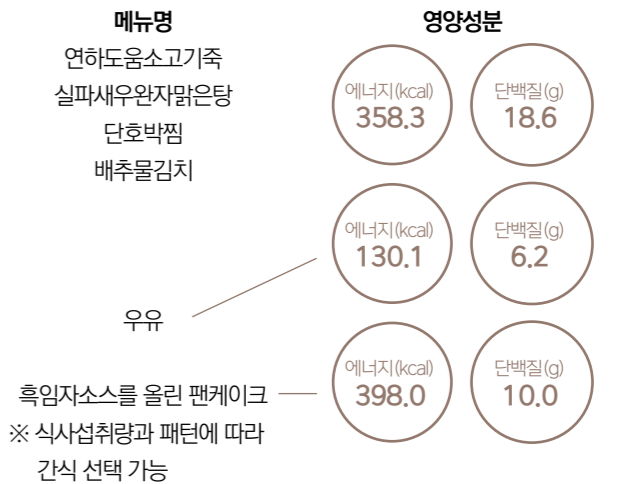 메뉴명
영양성분
연하도움소고기죽
실파새우완자맑은탕
단호박찜
배추물김치
에너지(kcal)
358.3
단백질(g)
18.6
에너지(kcal)
130.1
단백질(g)
6.2
우유
에너지(kcal)
398.0
단백질(g)
10.0
흑임자소스를 올린 팬케이크
※ 식사섭취량과 패턴에 따라
간식 선택 가능